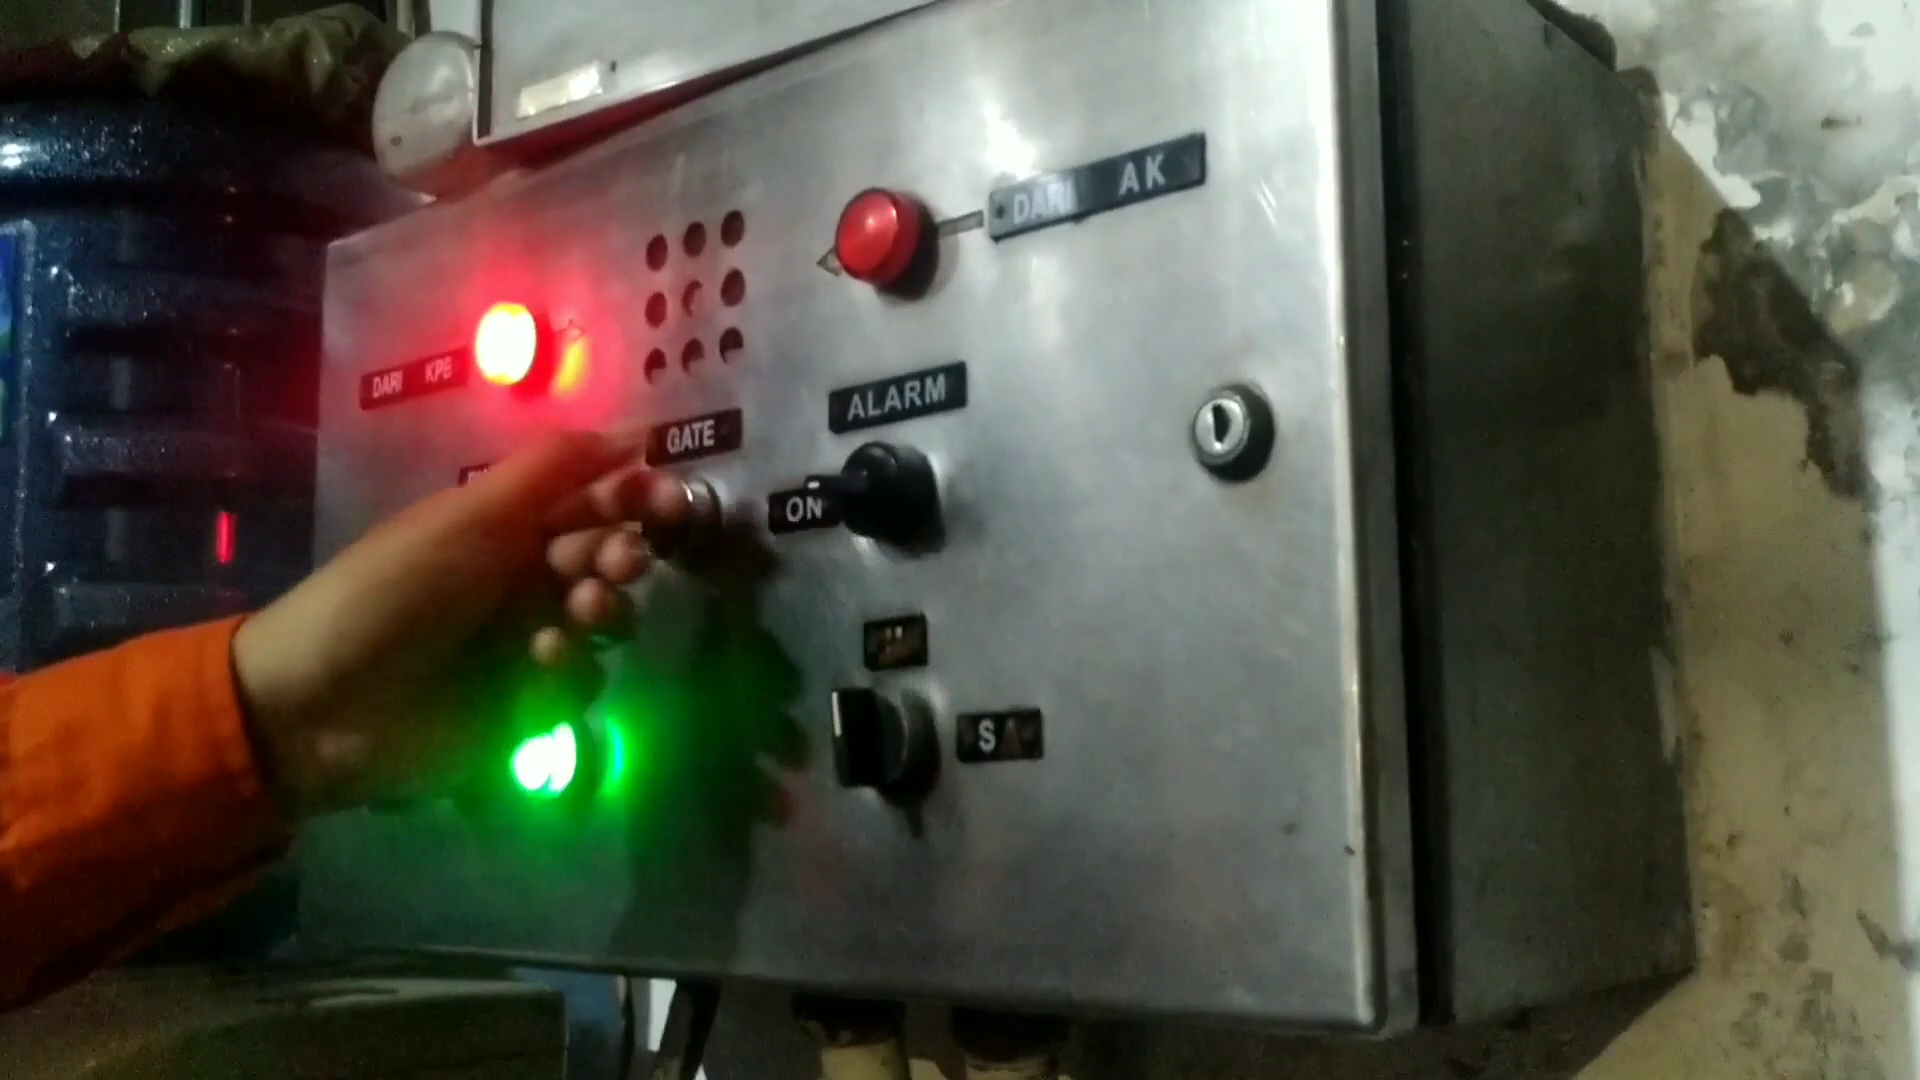 DARI AK
DARI KPB
ALARM
GATE
ON
S